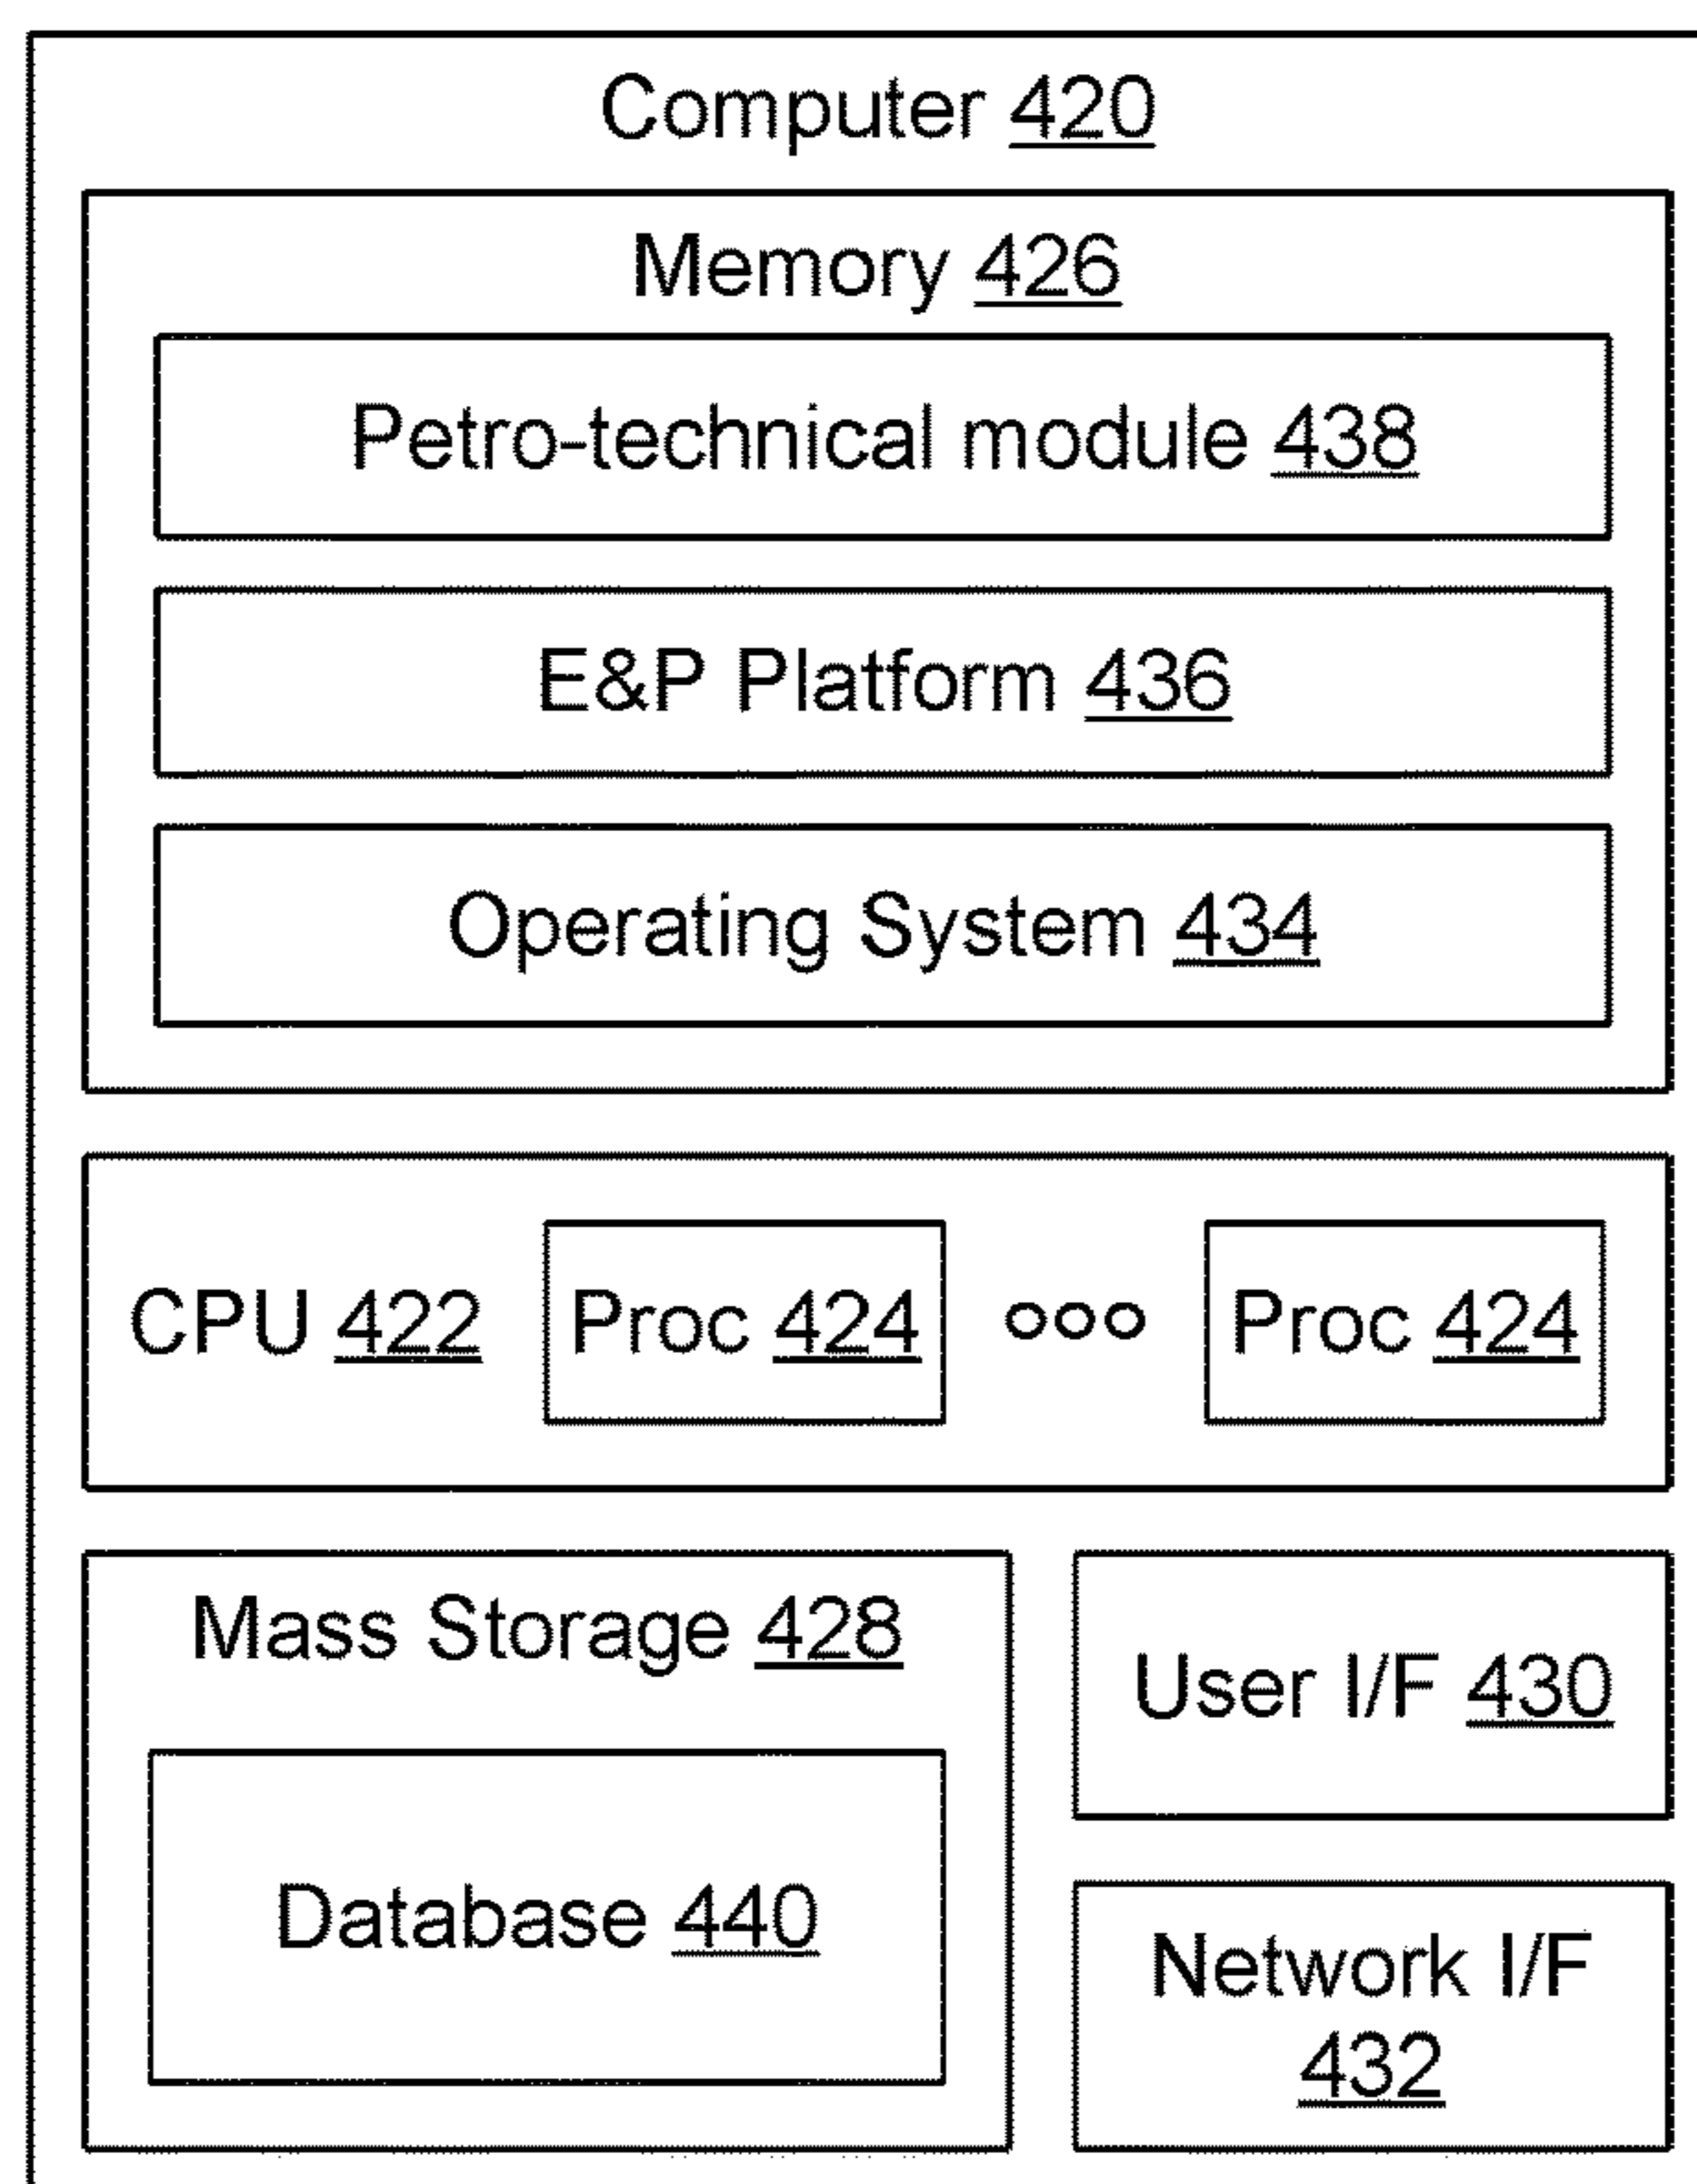 Computer 420
Memory 426
Petro-technical module 438
E&P Platform 436
Operating System 434
CPU 422 Proc 424 ooo Proc 424
Mass Storage 428
Database 440
User I/F 430
Network I/F
432